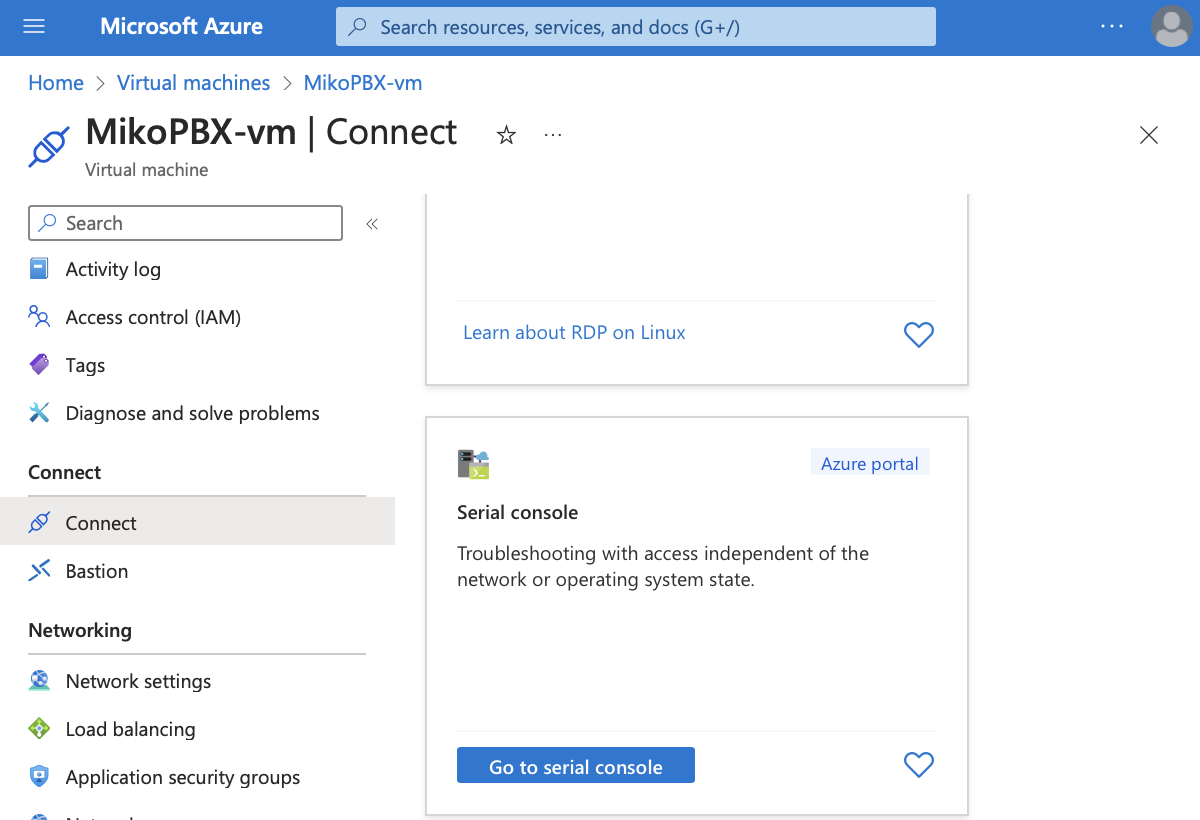 Microsoft Azure
Search resources, services, and docs (G+/)
Home > Virtual machines > MikoPBX-vm
MikoPBX-vm | Connect
Virtual machine
Search
Activity log
Access control (IAM)
Tags
Diagnose and solve problems
Connect
Connect
Bastion
Networking
Network settings
Load balancing
Application security groups
Learn about RDP on Linux
Azure portal
Serial console
Troubleshooting with access independent of the
network or operating system state.
Go to serial console